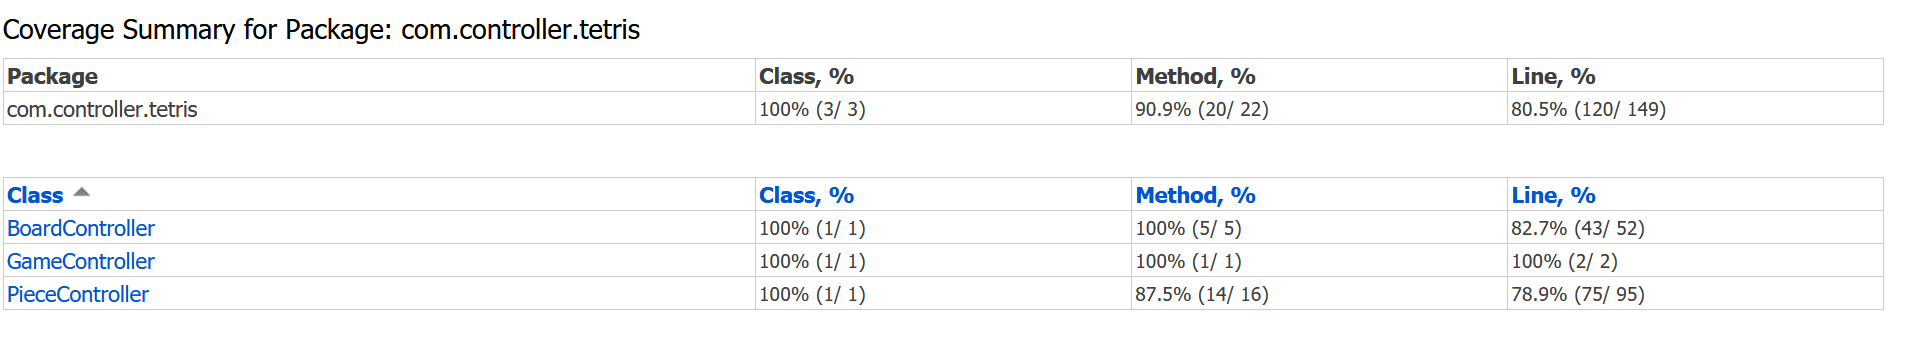 Coverage Summary for Package: com.controller.tetris
Package Class, % Method, % Line, %
com.controller.tetris 100% (3/ 3) 90.9% (20/ 22) 80.5% (120/ 149)
Class Class, % Method, % Line, %
BoardController 100% (1/ 1) 100% (5/ 5) 82.7% (43/ 52)
GameController 100% (1/ 1) 100% (1/ 1) 100% (2/ 2)
PieceController 100% (1/ 1) 87.5% (14/ 16) 78.9% (75/ 95)